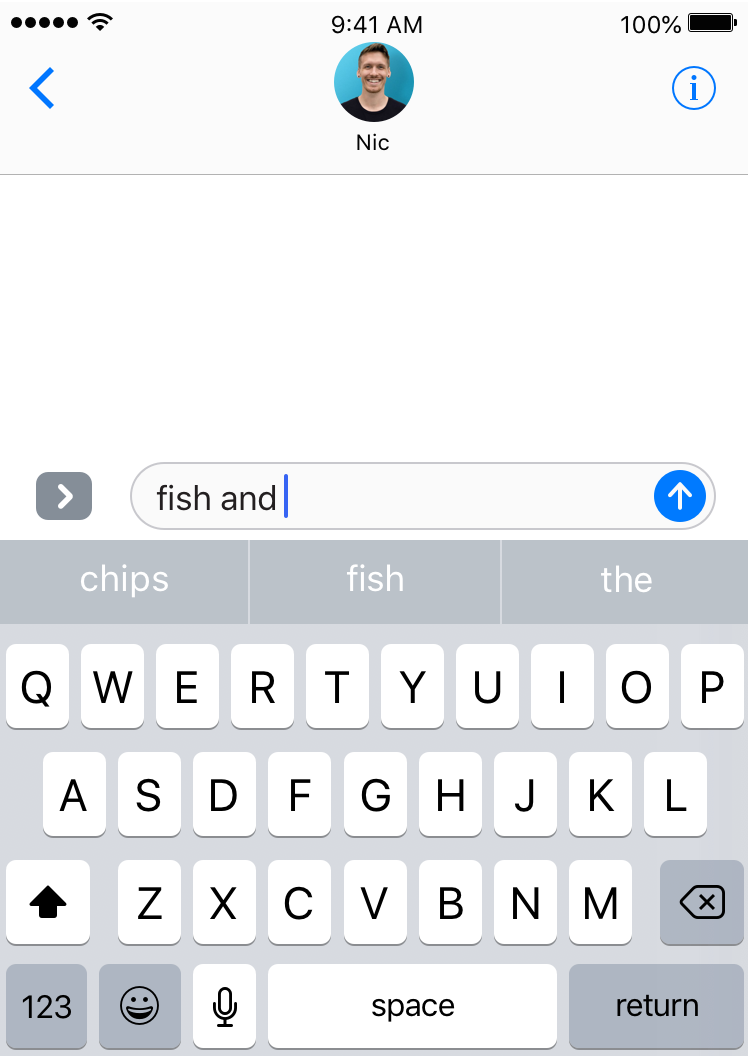 9:41 AM 100%
Nic
fish and
chips fish the
Q W E R T Y U I O P
A S D F G H J K L
Z X C V B N M
123 space return